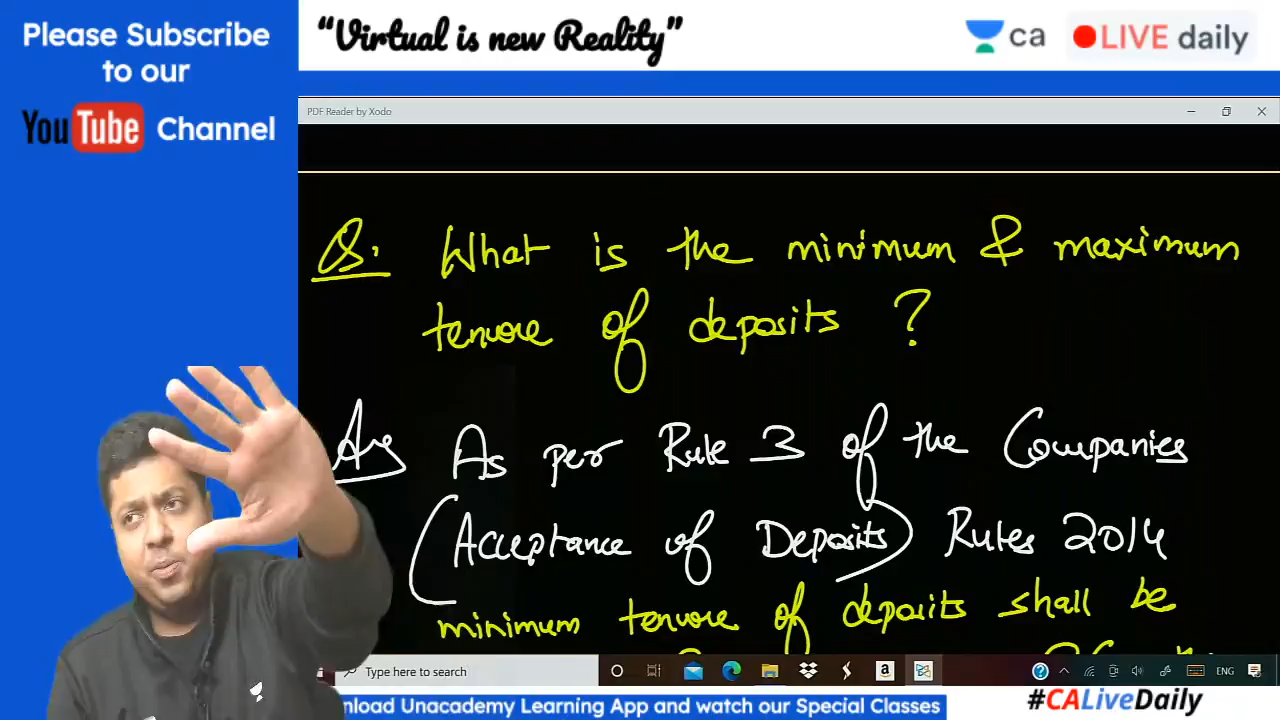 Please Subscribe
to our
YouTube Channel
“Virtual is new Reality”
ca
LIVE daily
PDF Reader by Xodo
Q. What is the minimum & maximum
tenure of deposits ?
Ans As per Rule 3 of the Companies
(Acceptance of Deposits) Rules 2014
minimum tenure of deposits shall be
Type here to search
ENG
nload Unacademy Learning App and watch our Special Classes
#CALiveDaily